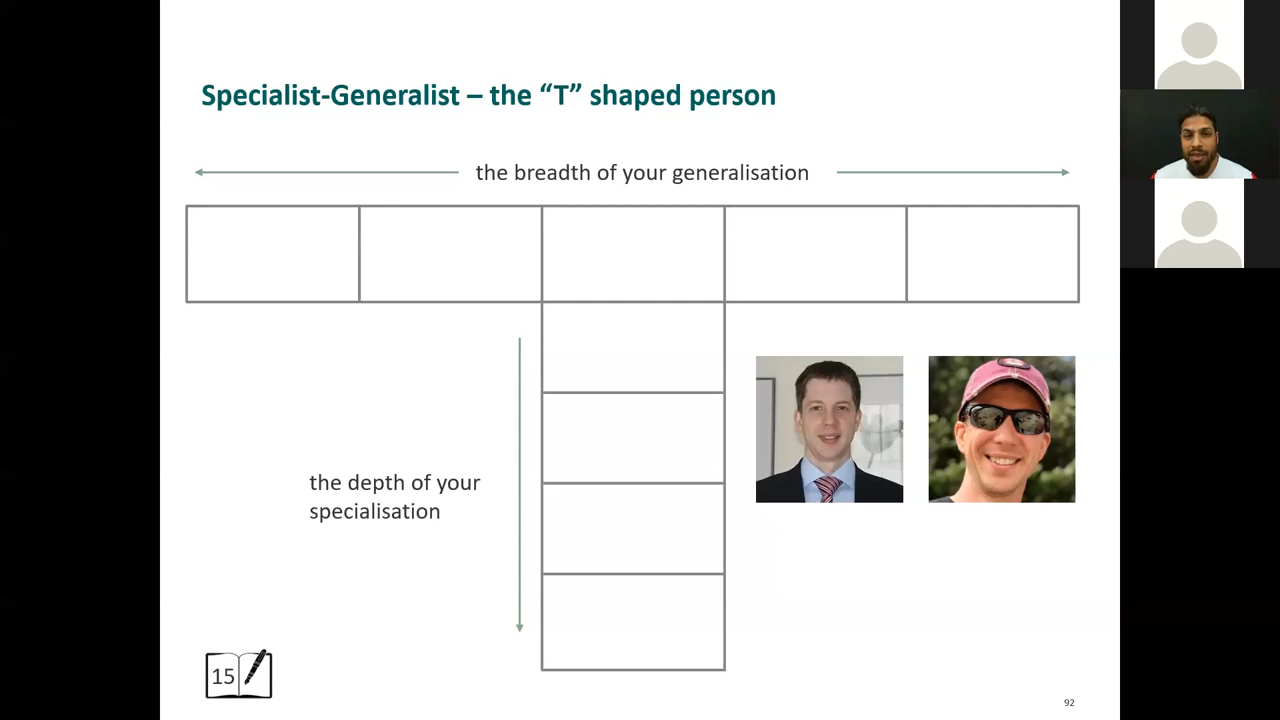 Specialist-Generalist – the “T” shaped person
the breadth of your generalisation
the depth of your
specialisation
15
92